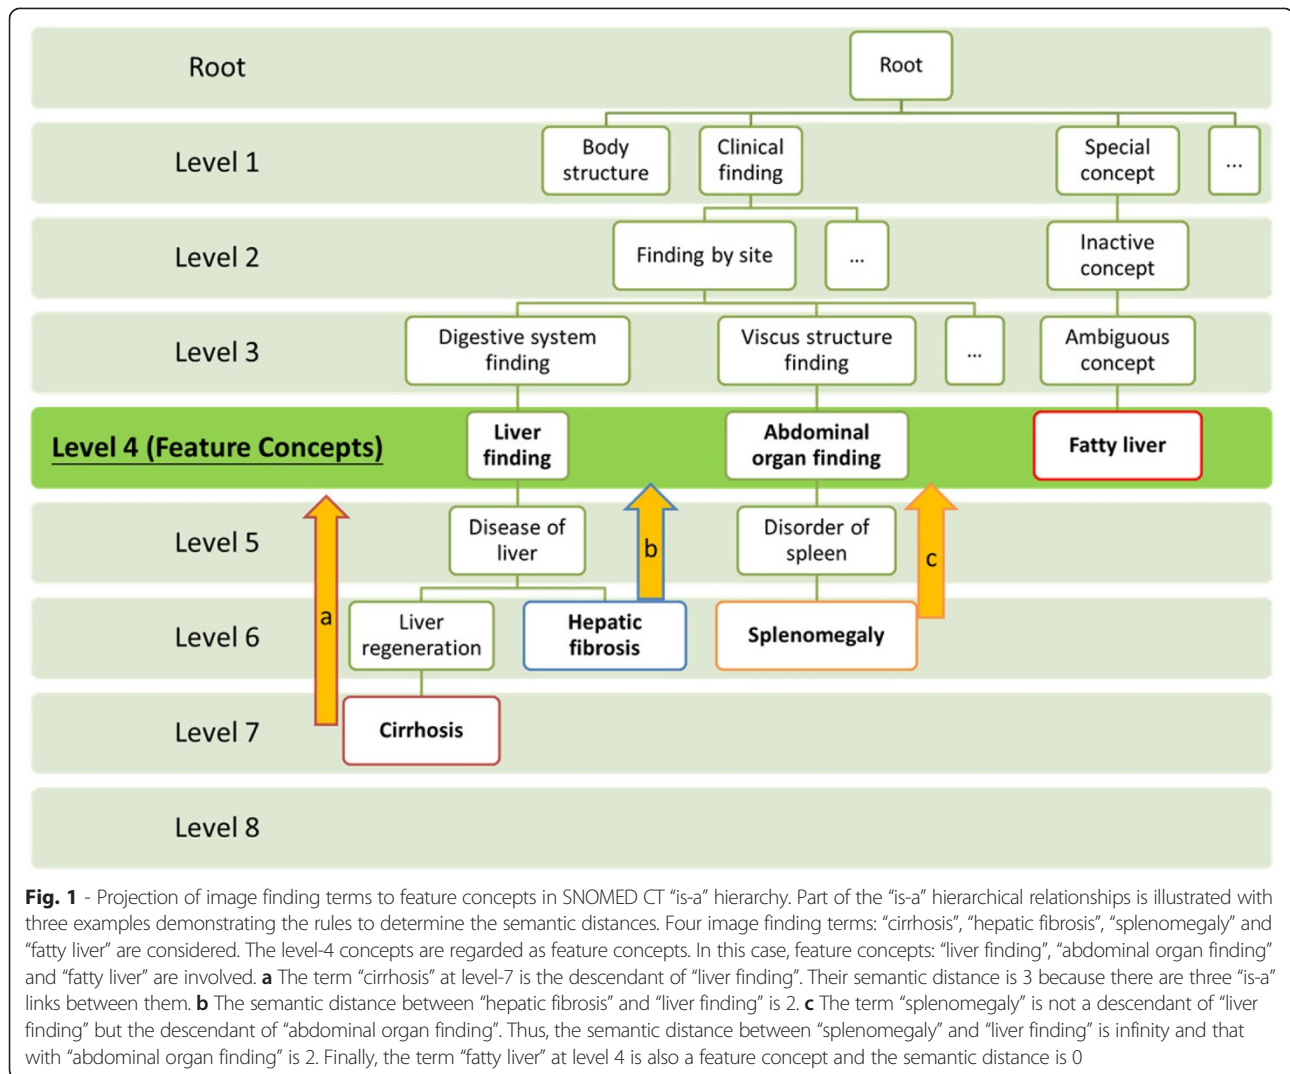 Root
Root
Level 1
Body
structure
Clinical
finding
Special
concept
...
Level 2
Finding by site
...
Inactive
concept
Level 3
Digestive system
finding
Viscus structure
finding
...
Ambiguous
concept
Level 4 (Feature Concepts)
Liver
finding
Abdominal
organ finding
Fatty liver
Level 5
Disease of
liver
b
Disorder of
spleen
c
Level 6
a
Liver
regeneration
Hepatic
fibrosis
Splenomegaly
Level 7
Cirrhosis
Level 8
Fig. 1 - Projection of image finding terms to feature concepts in SNOMED CT “is-a” hierarchy. Part of the “is-a” hierarchical relationships is illustrated with
three examples demonstrating the rules to determine the semantic distances. Four image finding terms: “cirrhosis”, “hepatic fibrosis”, “splenomegaly” and
“fatty liver” are considered. The level-4 concepts are regarded as feature concepts. In this case, feature concepts: “liver finding”, “abdominal organ finding”
and “fatty liver” are involved. a The term “cirrhosis” at level-7 is the descendant of “liver finding”. Their semantic distance is 3 because there are three “is-a”
links between them. b The semantic distance between “hepatic fibrosis” and “liver finding” is 2. c The term “splenomegaly” is not a descendant of “liver
finding” but the descendant of “abdominal organ finding”. Thus, the semantic distance between “splenomegaly” and “liver finding” is infinity and that
with “abdominal organ finding” is 2. Finally, the term “fatty liver” at level 4 is also a feature concept and the semantic distance is 0